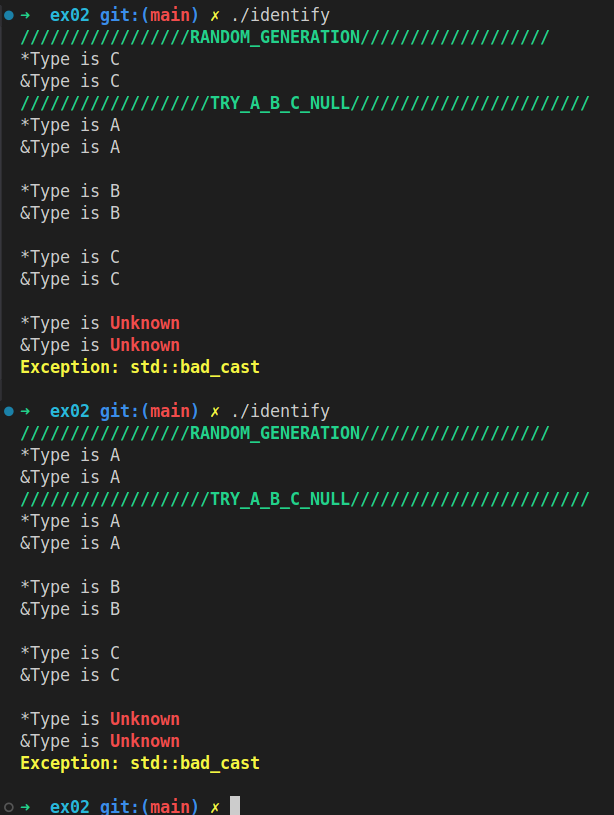 ➜  ex02 git:(main) ✗ ./identify
/////////////////RANDOM_GENERATION///////////////////
*Type is C
&Type is C
///////////////////TRY_A_B_C_NULL////////////////////////
*Type is A
&Type is A
*Type is B
&Type is B
*Type is C
&Type is C
*Type is Unknown
&Type is Unknown
Exception: std::bad_cast
➜  ex02 git:(main) ✗ ./identify
/////////////////RANDOM_GENERATION///////////////////
*Type is A
&Type is A
///////////////////TRY_A_B_C_NULL////////////////////////
*Type is A
&Type is A
*Type is B
&Type is B
*Type is C
&Type is C
*Type is Unknown
&Type is Unknown
Exception: std::bad_cast
➜  ex02 git:(main) ✗